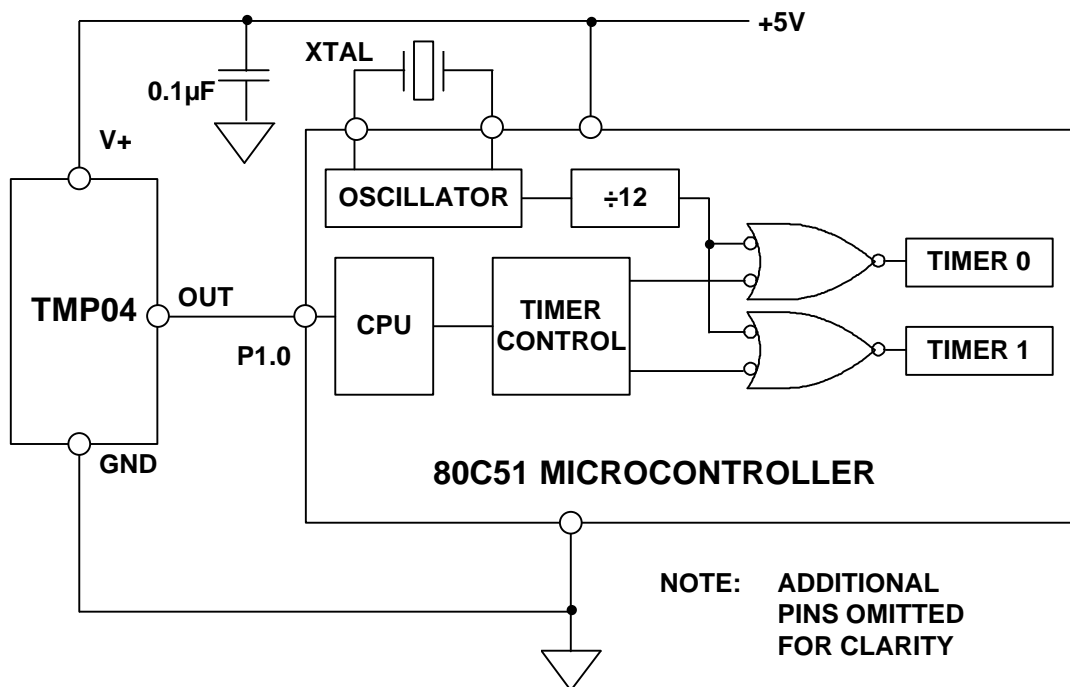 +5V
XTAL
0.1µF
V+
OSCILLATOR
÷12
TMP04
OUT
P1.0
CPU
TIMER
CONTROL
TIMER 0
TIMER 1
GND
80C51 MICROCONTROLLER
NOTE: ADDITIONAL
PINS OMITTED
FOR CLARITY